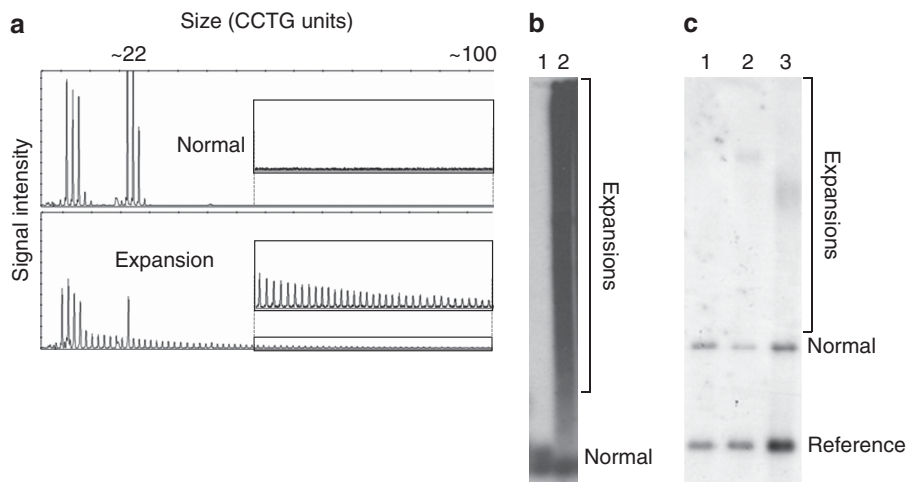 a
Size (CCTG units)
~22
~100
Signal intensity
Normal
Expansion
b
1 2
Expansions
Normal
c
1 2 3
Expansions
Normal
Reference